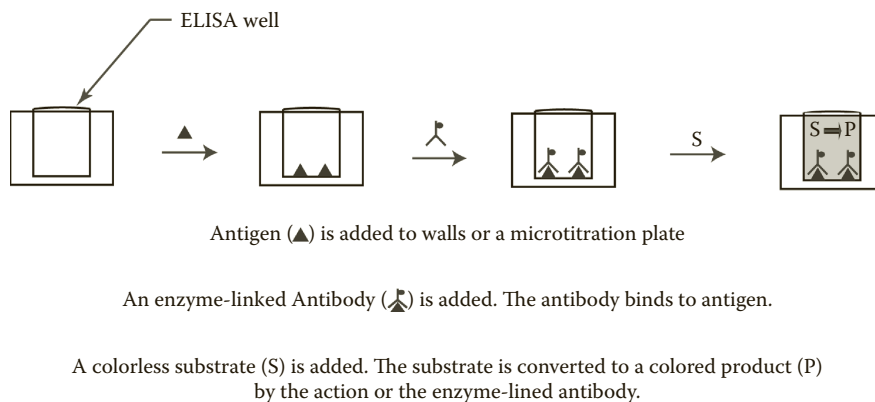 ELISA well
S
S P
Antigen (▲) is added to walls or a microtitration plate
An enzyme-linked Antibody ( ) is added. The antibody binds to antigen.
A colorless substrate (S) is added. The substrate is converted to a colored product (P)
by the action or the enzyme-lined antibody.